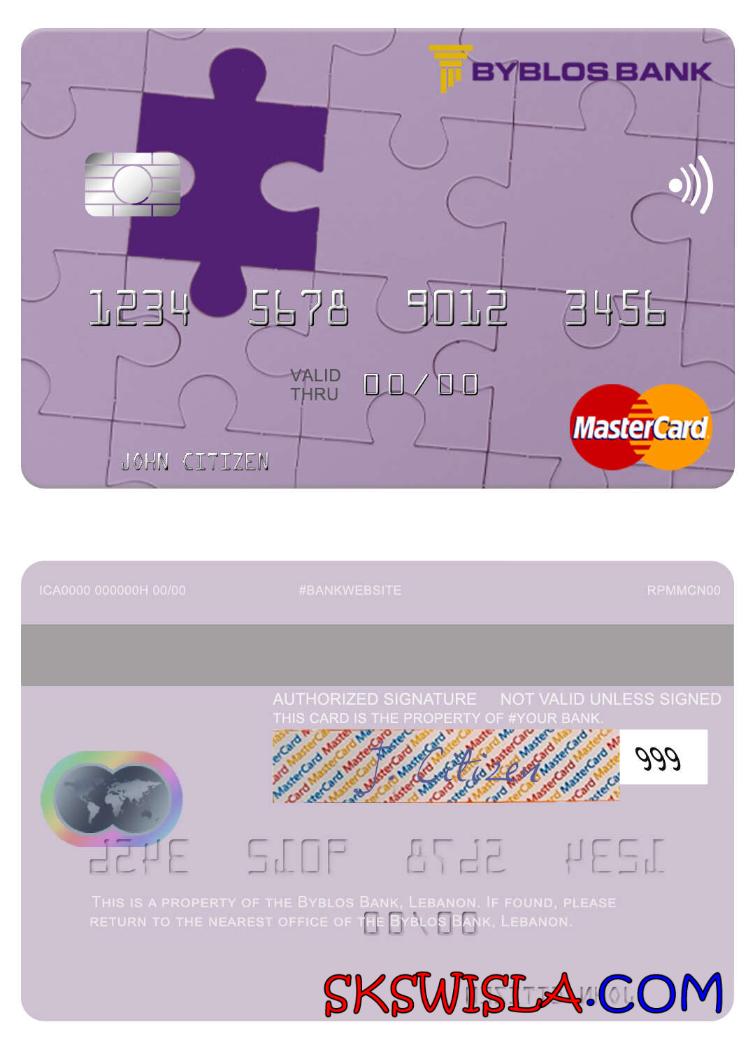 BYBLOS BANK
1234 5678 9012 3456
VALID
THRU 00/00
MasterCard
JOHN CITIZEN
ICA0000 000000H 00/00 #BANKWEBSITE RPMMCN00
AUTHORIZED SIGNATURE NOT VALID UNLESS SIGNED
THIS CARD IS THE PROPERTY OF #YOUR BANK.
J Citizen 999
THIS IS A PROPERTY OF THE BYBLOS BANK, LEBANON. IF FOUND, PLEASE
RETURN TO THE NEAREST OFFICE OF THE BYBLOS BANK, LEBANON.
SKSWISLA.COM